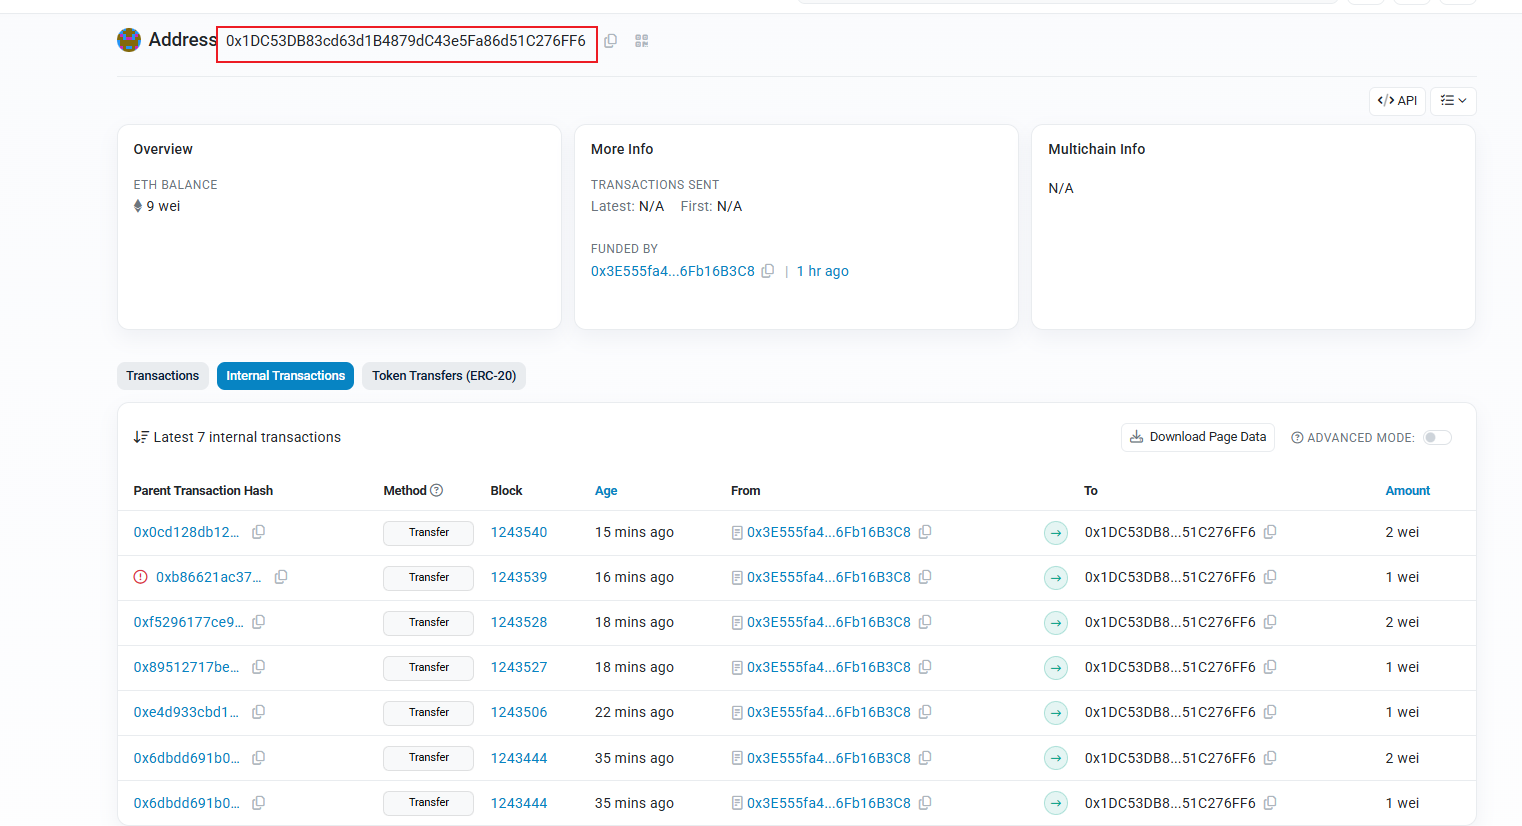 Address 0x1DC53DB83cd63d1B4879dC43e5Fa86d51C276FF6
</> API
Overview
ETH BALANCE
9 wei
More Info
TRANSACTIONS SENT
Latest: N/A First: N/A
FUNDED BY
0x3E555fa4...6Fb16B3C8 | 1 hr ago
Multichain Info
N/A
Transactions Internal Transactions Token Transfers (ERC-20)
Latest 7 internal transactions Download Page Data ADVANCED MODE:
Parent Transaction Hash Method Block Age From To Amount
0x0cd128db12... Transfer 1243540 15 mins ago 0x3E555fa4...6Fb16B3C8 0x1DC53DB8...51C276FF6 2 wei
0xb86621ac37... Transfer 1243539 16 mins ago 0x3E555fa4...6Fb16B3C8 0x1DC53DB8...51C276FF6 1 wei
0xf5296177ce9... Transfer 1243528 18 mins ago 0x3E555fa4...6Fb16B3C8 0x1DC53DB8...51C276FF6 2 wei
0x89512717be... Transfer 1243527 18 mins ago 0x3E555fa4...6Fb16B3C8 0x1DC53DB8...51C276FF6 1 wei
0xe4d933cbd1... Transfer 1243506 22 mins ago 0x3E555fa4...6Fb16B3C8 0x1DC53DB8...51C276FF6 1 wei
0x6dbdd691b0... Transfer 1243444 35 mins ago 0x3E555fa4...6Fb16B3C8 0x1DC53DB8...51C276FF6 2 wei
0x6dbdd691b0... Transfer 1243444 35 mins ago 0x3E555fa4...6Fb16B3C8 0x1DC53DB8...51C276FF6 1 wei